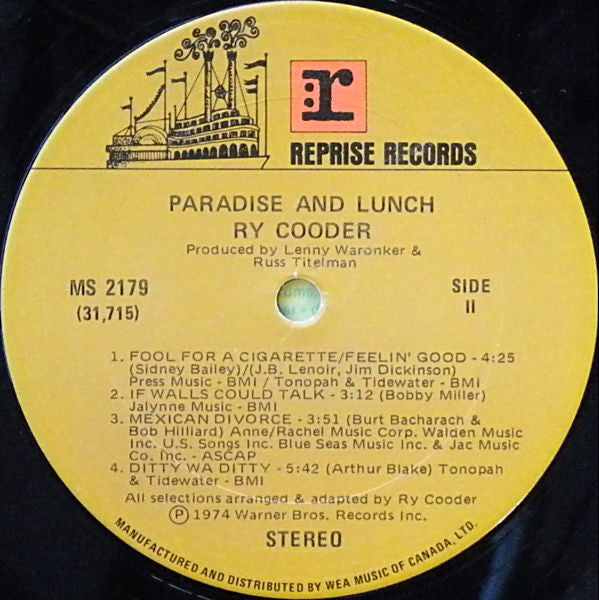 :r
REPRISE RECORDS
PARADISE AND LUNCH
RY COODER
Produced by Lenny Waronker &
Russ Titelman
MS 2179
(31,715)
SIDE
II
1. FOOL FOR A CIGARETTE/FEELIN' GOOD - 4:25
(Sidney Bailey)/(J.B. Lenoir, Jim Dickinson)
Press Music - BMI / Tonopah & Tidewater - BMI
2. IF WALLS COULD TALK - 3:12 (Bobby Miller)
Jalynne Music - BMI
3. MEXICAN DIVORCE - 3:51 (Burt Bacharach &
Bob Hilliard) Anne/Rachel Music Corp. Walden Music
Inc. U.S. Songs Inc. Blue Seas Music Inc. & Jac Music
Co. Inc. - ASCAP
4. DITTY WA DITTY - 5:42 (Arthur Blake) Tonopah
& Tidewater - BMI
All selections arranged & adapted by Ry Cooder
Ⓟ 1974 Warner Bros. Records Inc.
STEREO
MANUFACTURED AND DISTRIBUTED BY WEA MUSIC OF CANADA, LTD.